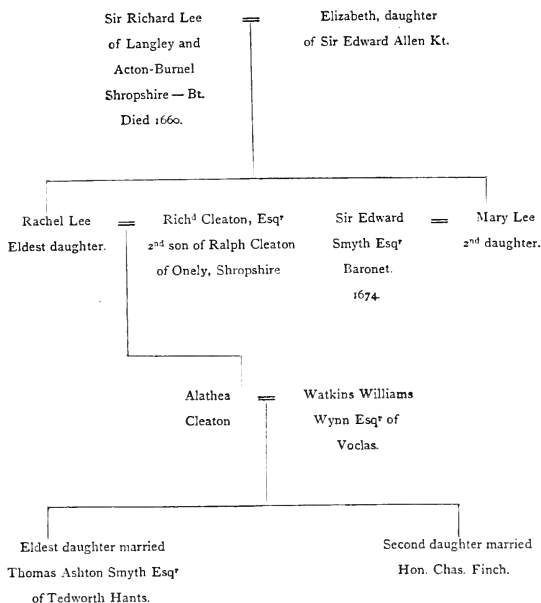 Sir Richard Lee
of Langley and
Acton-Burnel
Shropshire — Bt.
Died 1660.
=
Elizabeth, daughter
of Sir Edward Allen Kt.
Rachel Lee
Eldest daughter.
=
Richᵈ Cleaton, Esqʳ
2ⁿᵈ son of Ralph Cleaton
of Onely, Shropshire
Sir Edward
Smyth Esqʳ
Baronet.
1674.
=
Mary Lee
2ⁿᵈ daughter.
Alathea
Cleaton
=
Watkins Williams
Wynn Esqʳ of
Voclas.
Eldest daughter married
Thomas Ashton Smyth Esqʳ
of Tedworth Hants.
Second daughter married
Hon. Chas. Finch.